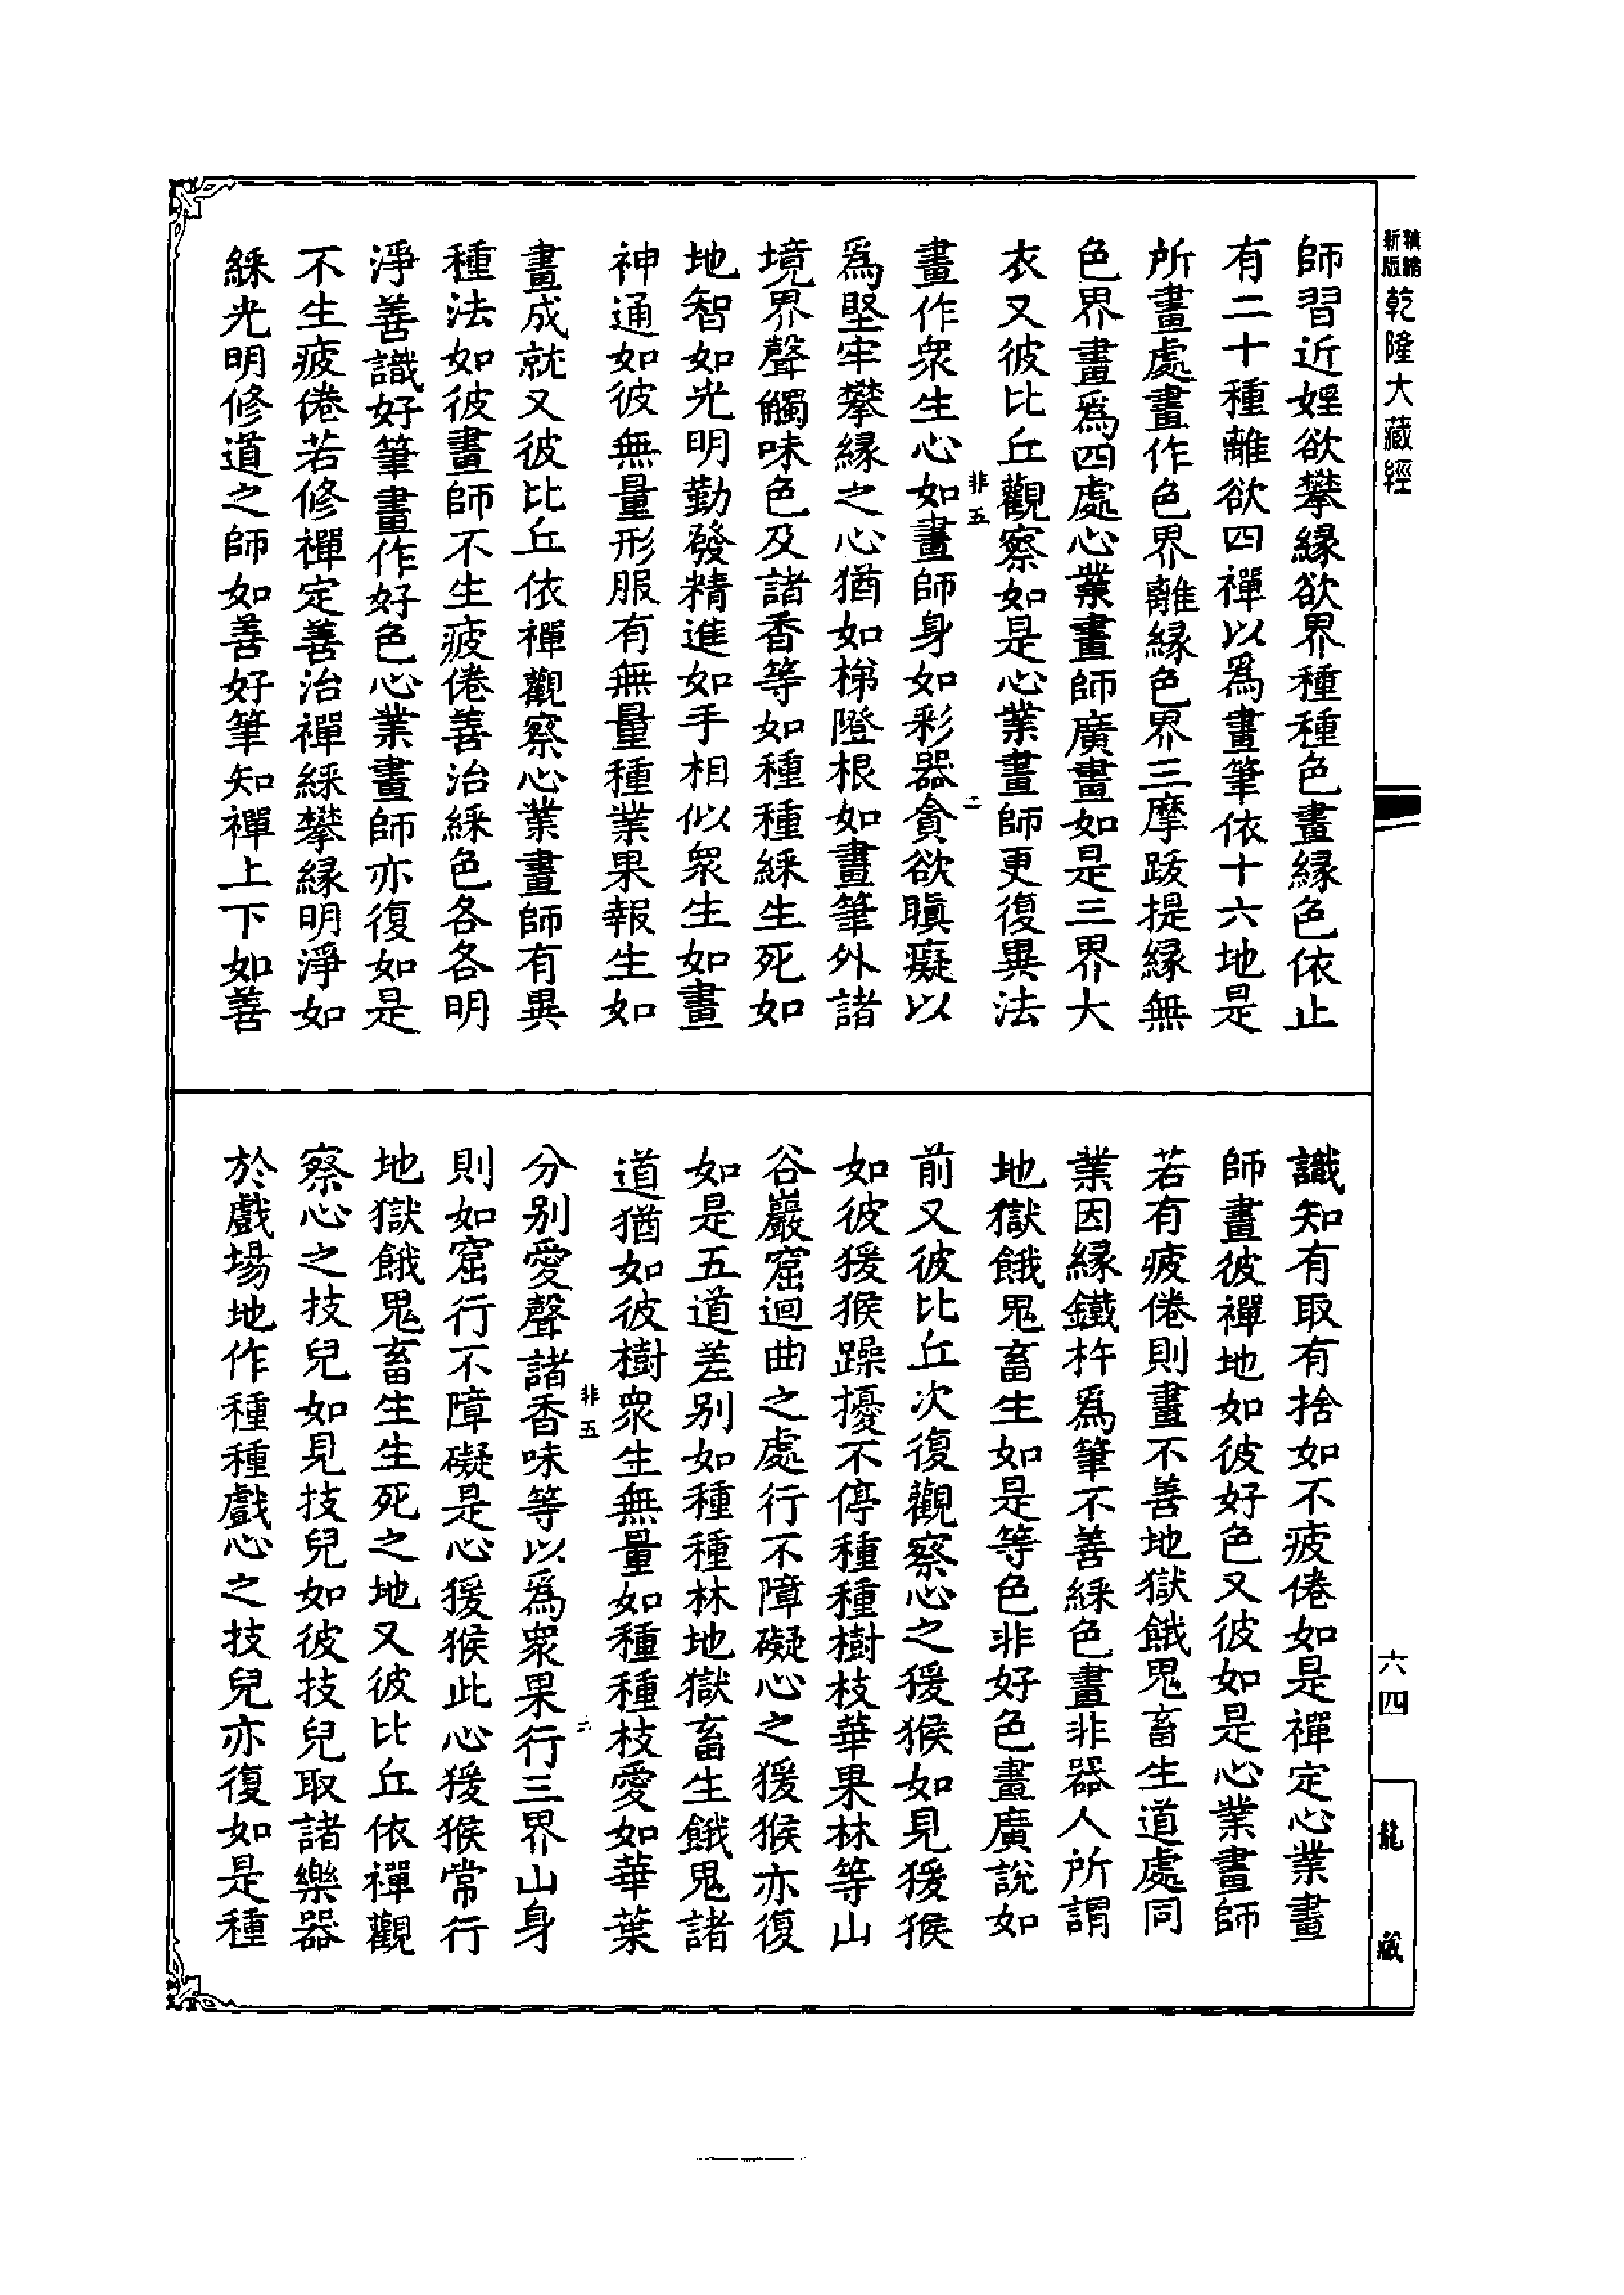 新版縮稹
乾隆大藏經
師習近婬欲攀緣欲界種種色畫緣色依止
有二十種離欲四禪以爲畫筆依十六地是
所畫處畫作色界離緣色界三摩跋提緣無
色界畫爲四處心業畫師廣畫如是三界大
衣又彼比丘觀察如是心業畫師更復異法
非五
二
畫作衆生心如畫師身如彩器貪欲瞋癡以
爲堅牢攀緣之心猶如梯隥根如畫筆外諸
境界聲觸味色及諸香等如種種綵生死如
地智如光明勤發精進如手相似衆生如畫
神通如彼無量形服有無量種業果報生如
畫成就又彼比丘依禪觀察心業畫師有異
種法如彼畫師不生疲倦善治綵色各各明
淨善識好筆畫作好色心業畫師亦復如是
不生疲倦若修禪定善治禪綵攀緣明淨如
綵光明修道之師如善好筆知禪上下如善
識知有取有捨如不疲倦如是禪定心業畫
師畫彼禪地如彼好色又彼如是心業畫師
若有疲倦則畫不善地獄餓鬼畜生道處同
業因緣鐵杵爲筆不善綵色畫非器人所謂
地獄餓鬼畜生如是等色非好色畫廣說如
前又彼比丘次復觀察心之猨猴如見猨猴
如彼猨猴躁擾不停種種樹枝華果林等山
谷巖窟迴曲之處行不障礙心之猨猴亦復
如是五道差別如種種林地獄畜生餓鬼諸
道猶如彼樹衆生無量如種種枝愛如華葉
非五
二
分別愛聲諸香味等以爲衆果行三界山身
則如窟行不障礙是心猨猴此心猨猴常行
地獄餓鬼畜生生死之地又彼比丘依禪觀
察心之技兒如見技兒如彼技兒取諸樂器
於戲場地作種種戲心之技兒亦復如是種
六四
龍藏